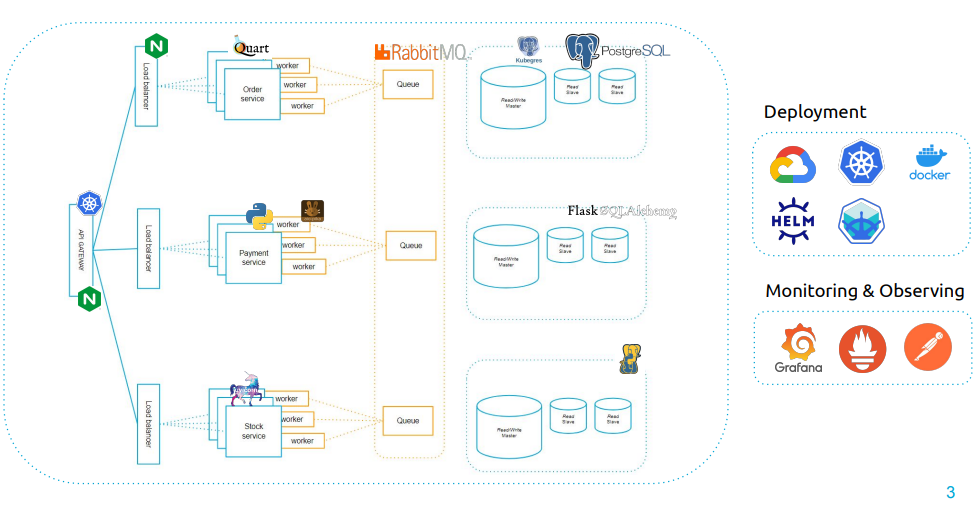 Quart
RabbitMQ
Kubegres
PostgreSQL
Load balancer
worker
worker
worker
Order
service
Queue
Read/Write
Master
Read
Slave
Read
Slave
Deployment
docker
HELM
API GATEWAY
Load balancer
worker
worker
worker
Payment
service
Queue
Flask SQLAlchemy
Read/Write
Master
Read
Slave
Read
Slave
Monitoring & Observing
Grafana
Load balancer
worker
worker
worker
Stock
service
Queue
Read/Write
Master
Read
Slave
Read
Slave
3